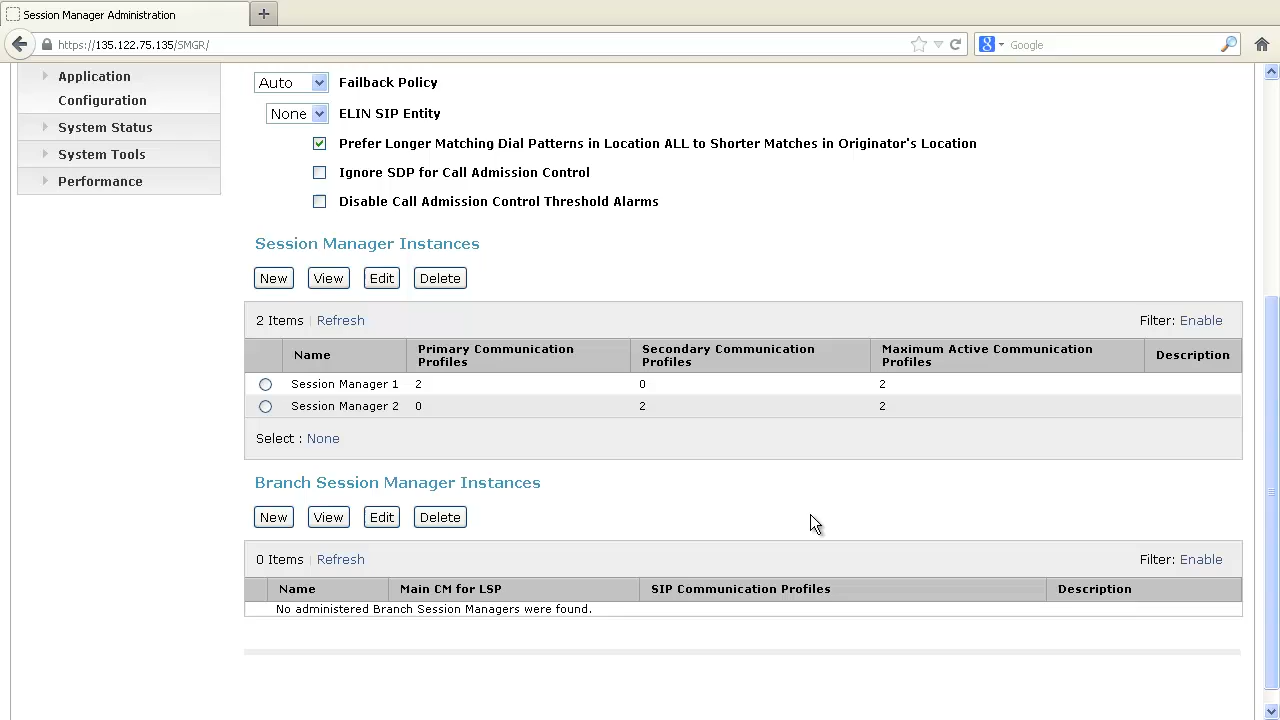 Session Manager Administration
https://135.122.75.135/SMGR/
Google
Application
Configuration
System Status
System Tools
Performance
Auto Failback Policy
None ELIN SIP Entity
Prefer Longer Matching Dial Patterns in Location ALL to Shorter Matches in Originator's Location
Ignore SDP for Call Admission Control
Disable Call Admission Control Threshold Alarms
Session Manager Instances
New View Edit Delete
2 Items Refresh Filter: Enable
Name Primary Communication Profiles Secondary Communication Profiles Maximum Active Communication Profiles Description
Session Manager 1 2 0 2
Session Manager 2 0 2 2
Select : None
Branch Session Manager Instances
New View Edit Delete
0 Items Refresh Filter: Enable
Name Main CM for LSP SIP Communication Profiles Description
No administered Branch Session Managers were found.